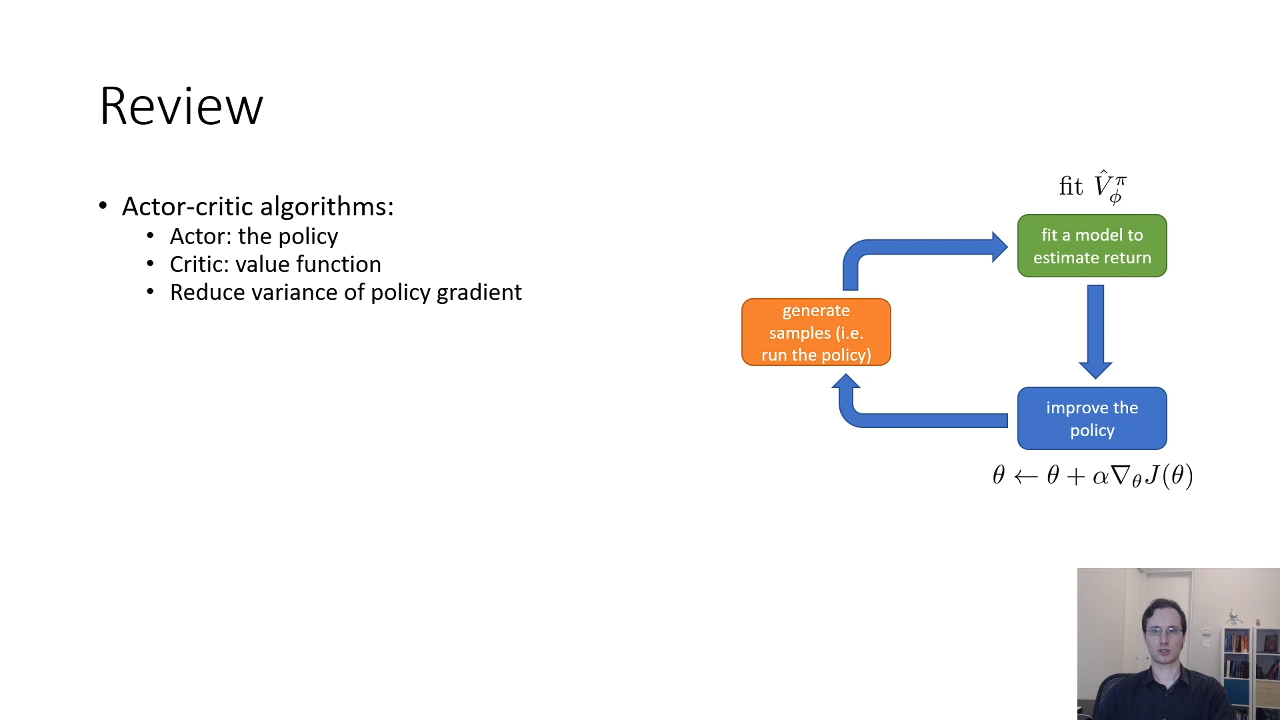 Review
• Actor-critic algorithms:
• Actor: the policy
• Critic: value function
• Reduce variance of policy gradient
fit V̂^π_ϕ
fit a model to
estimate return
generate
samples (i.e.
run the policy)
improve the
policy
θ ← θ + α∇_θ J(θ)